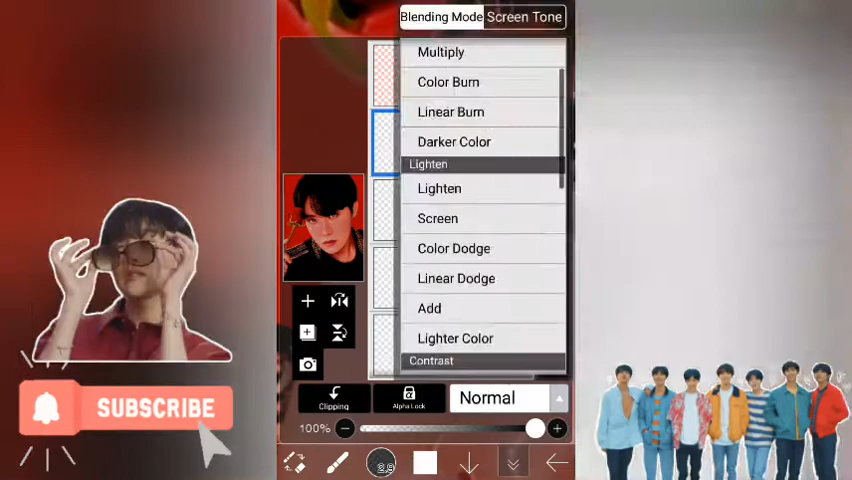 Blending Mode Screen Tone
Multiply
Color Burn
Linear Burn
Darker Color
Lighten
Lighten
Screen
Color Dodge
Linear Dodge
Add
Lighter Color
Contrast
α
Clipping
Alpha Lock
Normal
100%
SUBSCRIBE